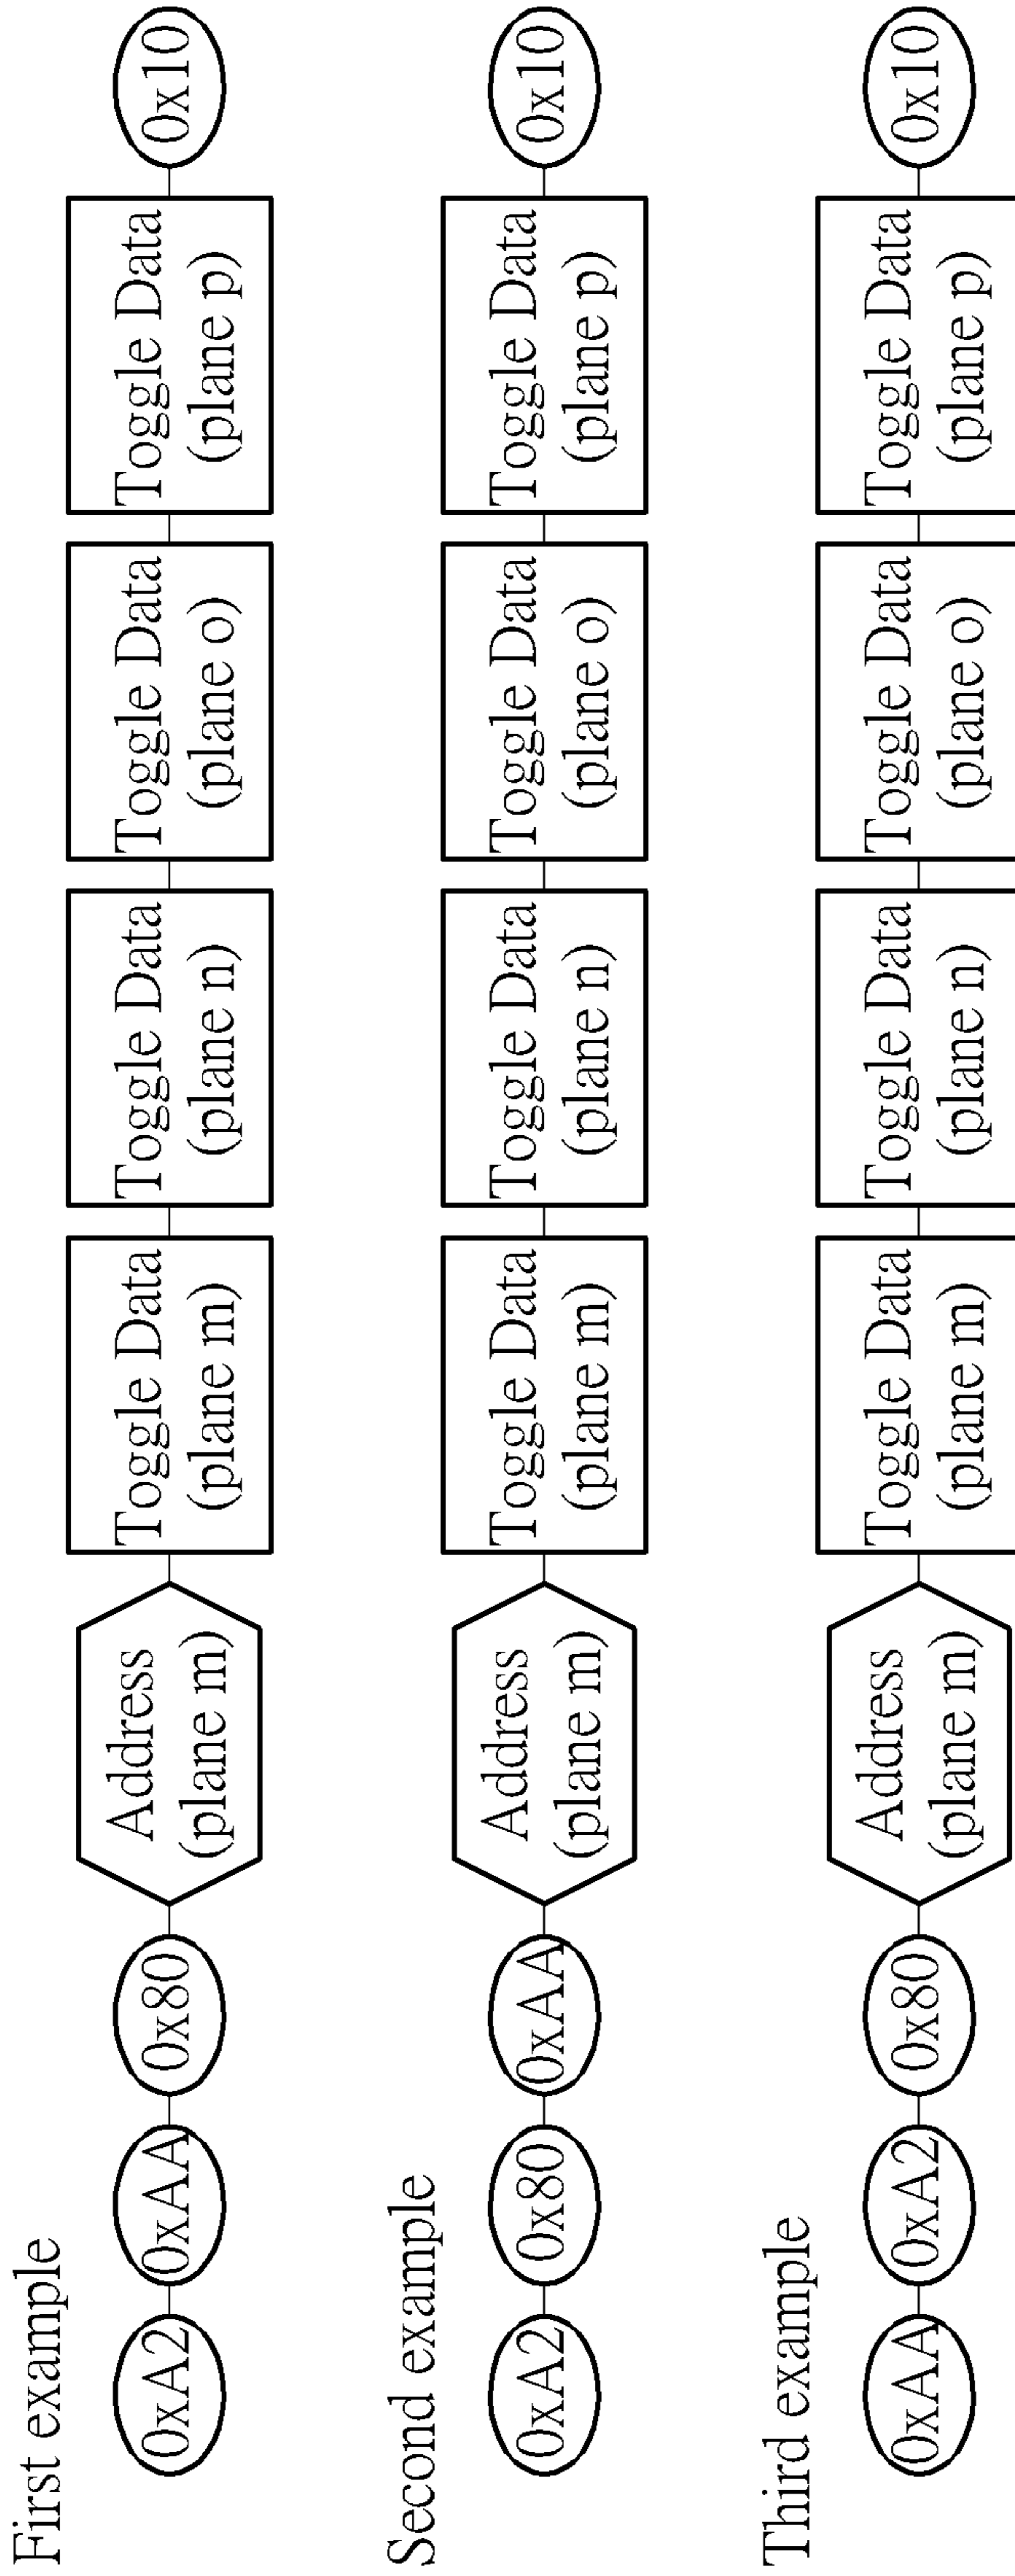 First example
0xA2
0xAA
0x80
Address
(plane m)
Toggle Data
(plane m)
Toggle Data
(plane n)
Toggle Data
(plane o)
Toggle Data
(plane p)
0x10
Second example
0xA2
0x80
0xAA
Address
(plane m)
Toggle Data
(plane m)
Toggle Data
(plane n)
Toggle Data
(plane o)
Toggle Data
(plane p)
0x10
Third example
0xAA
0xA2
0x80
Address
(plane m)
Toggle Data
(plane m)
Toggle Data
(plane n)
Toggle Data
(plane o)
Toggle Data
(plane p)
0x10